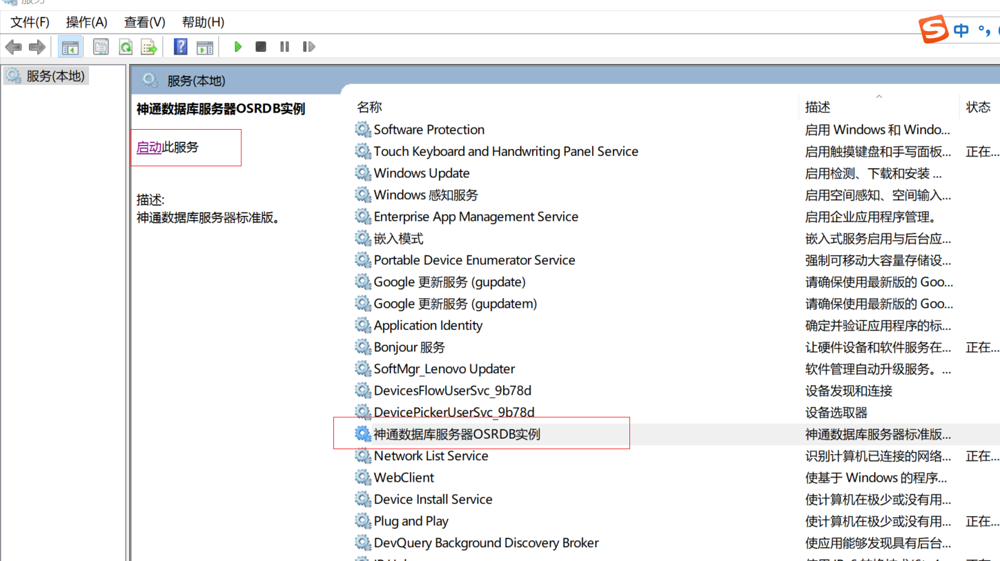 文件(F) 操作(A) 查看(V) 帮助(H)
中 °,
服务(本地)
服务(本地)
神通数据库服务器OSRDB实例
启动此服务
描述:
神通数据库服务器标准版。
名称 描述 状态
Software Protection 启用 Windows 和 Windo...
Touch Keyboard and Handwriting Panel Service 启用触摸键盘和手写面板... 正在...
Windows Update 启用检测、下载和安装 ...
Windows 感知服务 启用空间感知、空间输入...
Enterprise App Management Service 启用企业应用程序管理。
嵌入模式 嵌入式服务启用与后台应...
Portable Device Enumerator Service 强制可移动大容量存储设...
Google 更新服务 (gupdate) 请确保使用最新版的 Goo...
Google 更新服务 (gupdatem) 请确保使用最新版的 Goo...
Application Identity 确定并验证应用程序的标...
Bonjour 服务 让硬件设备和软件服务在... 正在...
SoftMgr_Lenovo Updater 软件管理自动升级服务。...
DevicesFlowUserSvc_9b78d 设备发现和连接
DevicePickerUserSvc_9b78d 设备选取器
神通数据库服务器OSRDB实例 神通数据库服务器标准版...
Network List Service 识别计算机已连接的网络... 正在...
WebClient 使基于 Windows 的程序...
Device Install Service 使计算机在极少或没有用...
Plug and Play 使计算机在极少或没有用... 正在...
DevQuery Background Discovery Broker 使应用能够发现具有后台...